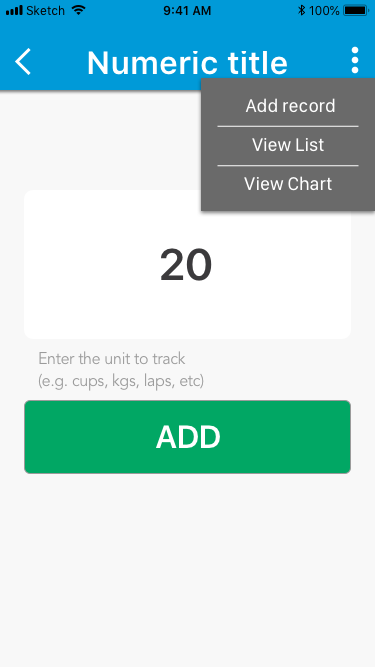 Sketch 9:41 AM 100%
Numeric title
Add record
View List
View Chart
20
Enter the unit to track
(e.g. cups, kgs, laps, etc)
ADD